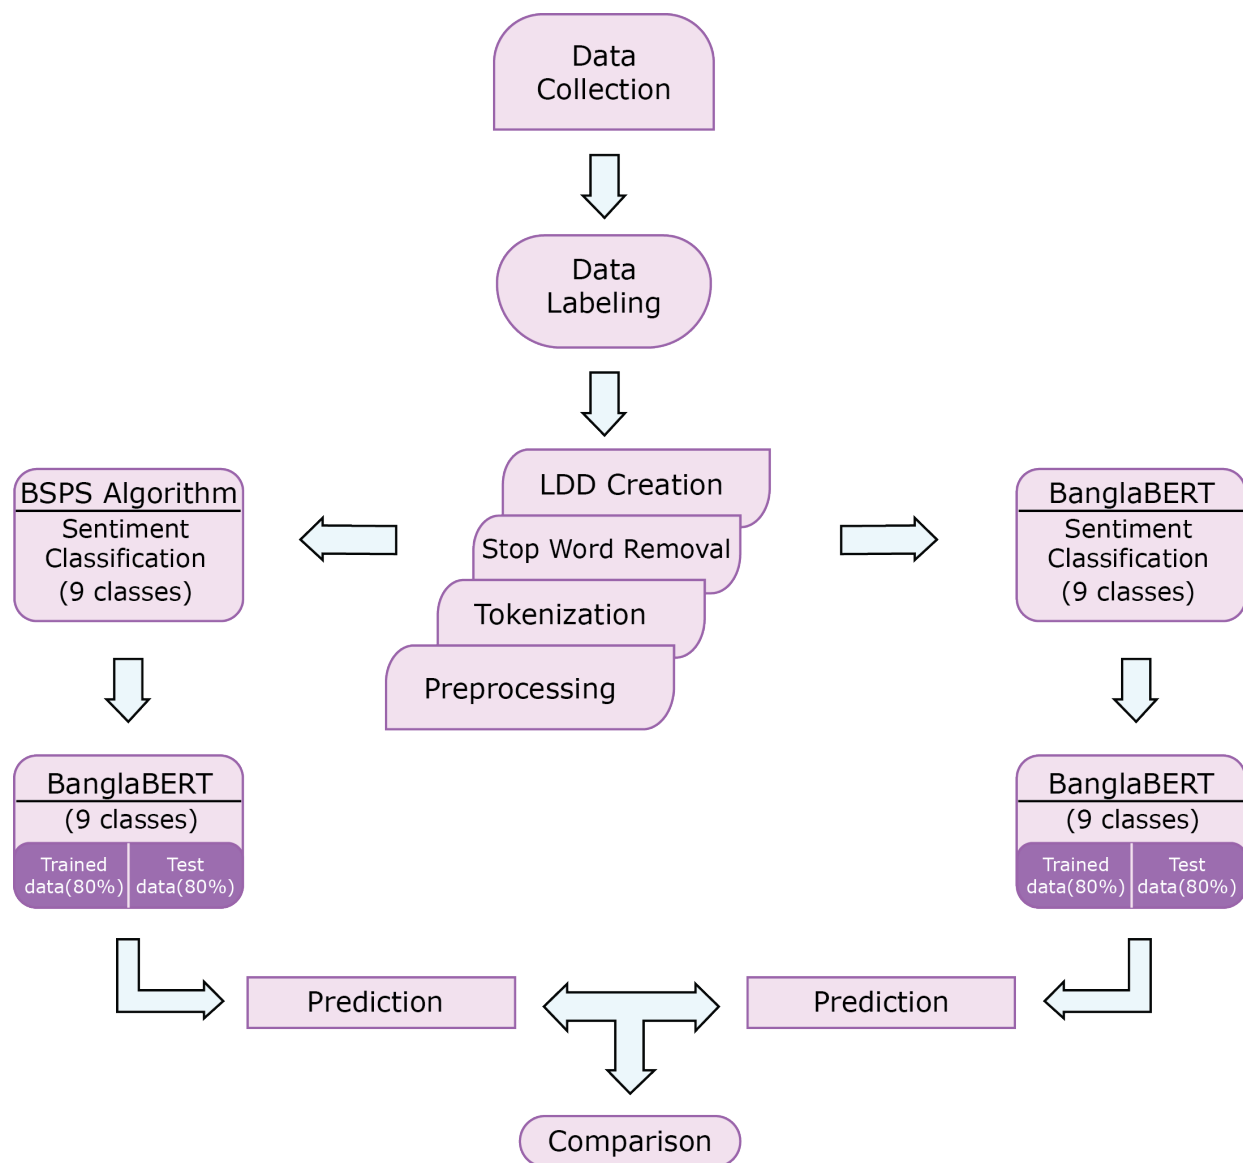 Data
Collection
Data
Labeling
LDD Creation
Stop Word Removal
Tokenization
Preprocessing
BSPS Algorithm
Sentiment
Classification
(9 classes)
BanglaBERT
Sentiment
Classification
(9 classes)
BanglaBERT
(9 classes)
Trained
data(80%)
Test
data(80%)
BanglaBERT
(9 classes)
Trained
data(80%)
Test
data(80%)
Prediction
Prediction
Comparison